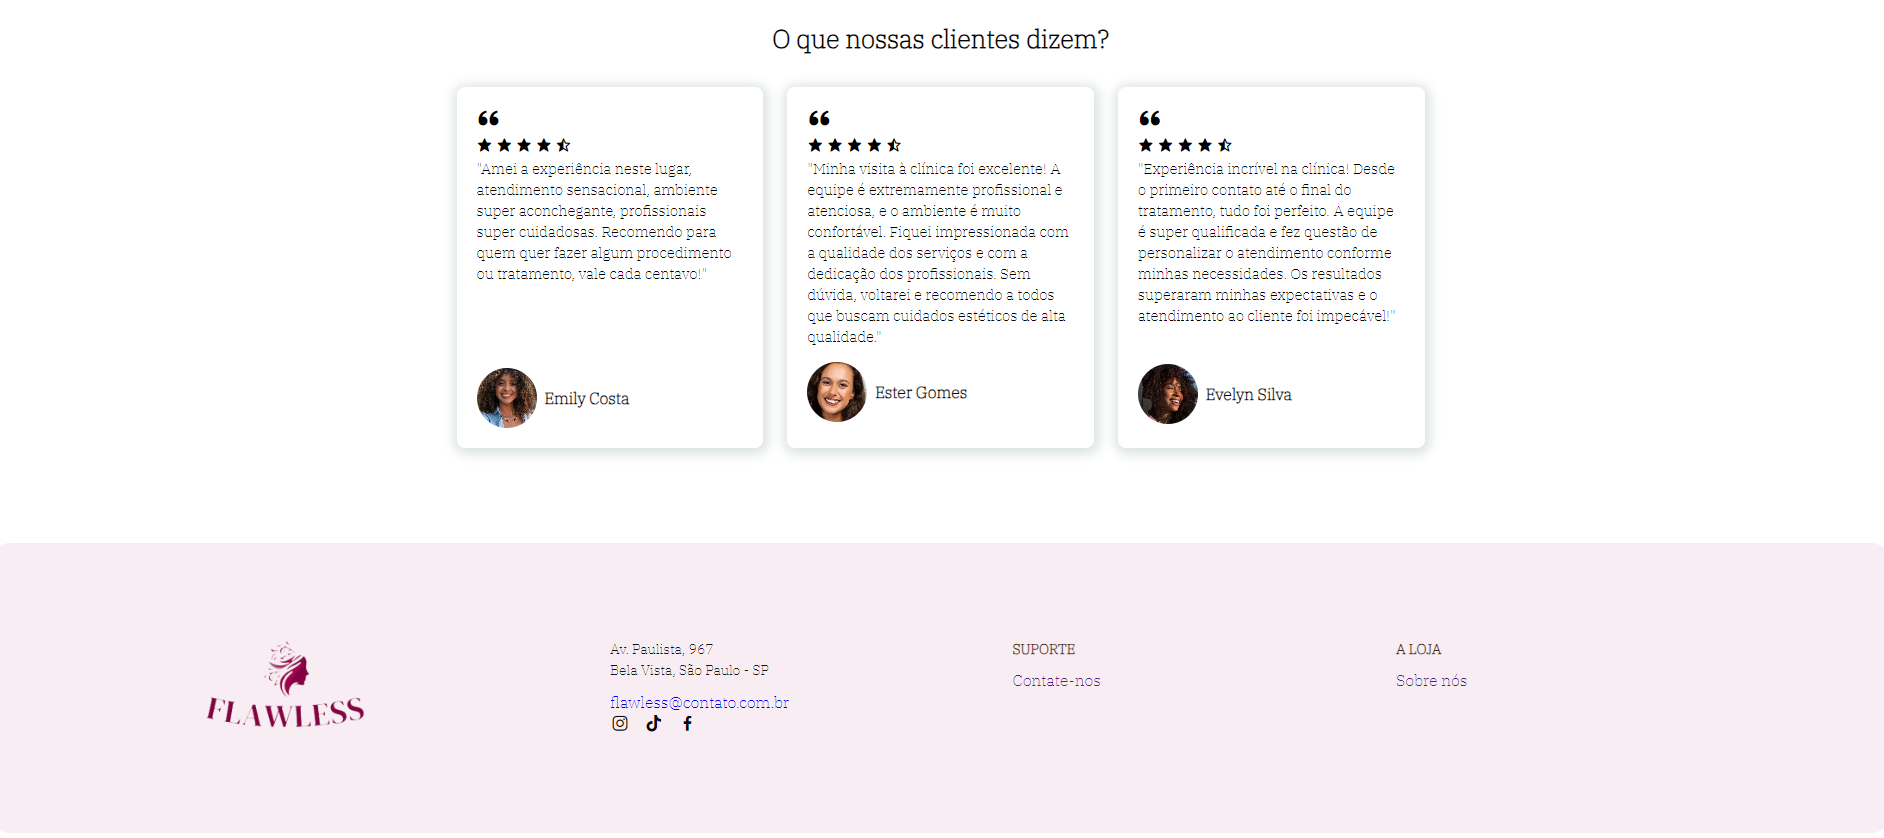 O que nossas clientes dizem?
"Amei a experiência neste lugar,
atendimento sensacional, ambiente
super aconchegante, profissionais
super cuidadosas. Recomendo para
quem quer fazer algum procedimento
ou tratamento, vale cada centavo!"
Emily Costa
"Minha visita à clínica foi excelente! A
equipe é extremamente profissional e
atenciosa, e o ambiente é muito
confortável. Fiquei impressionada com
a qualidade dos serviços e com a
dedicação dos profissionais. Sem
dúvida, voltarei e recomendo a todos
que buscam cuidados estéticos de alta
qualidade."
Ester Gomes
"Experiência incrível na clínica! Desde
o primeiro contato até o final do
tratamento, tudo foi perfeito. A equipe
é super qualificada e fez questão de
personalizar o atendimento conforme
minhas necessidades. Os resultados
superaram minhas expectativas e o
atendimento ao cliente foi impecável!"
Evelyn Silva
FLAWLESS
Av. Paulista, 967
Bela Vista, São Paulo - SP
flawless@contato.com.br
SUPORTE
Contate-nos
A LOJA
Sobre nós